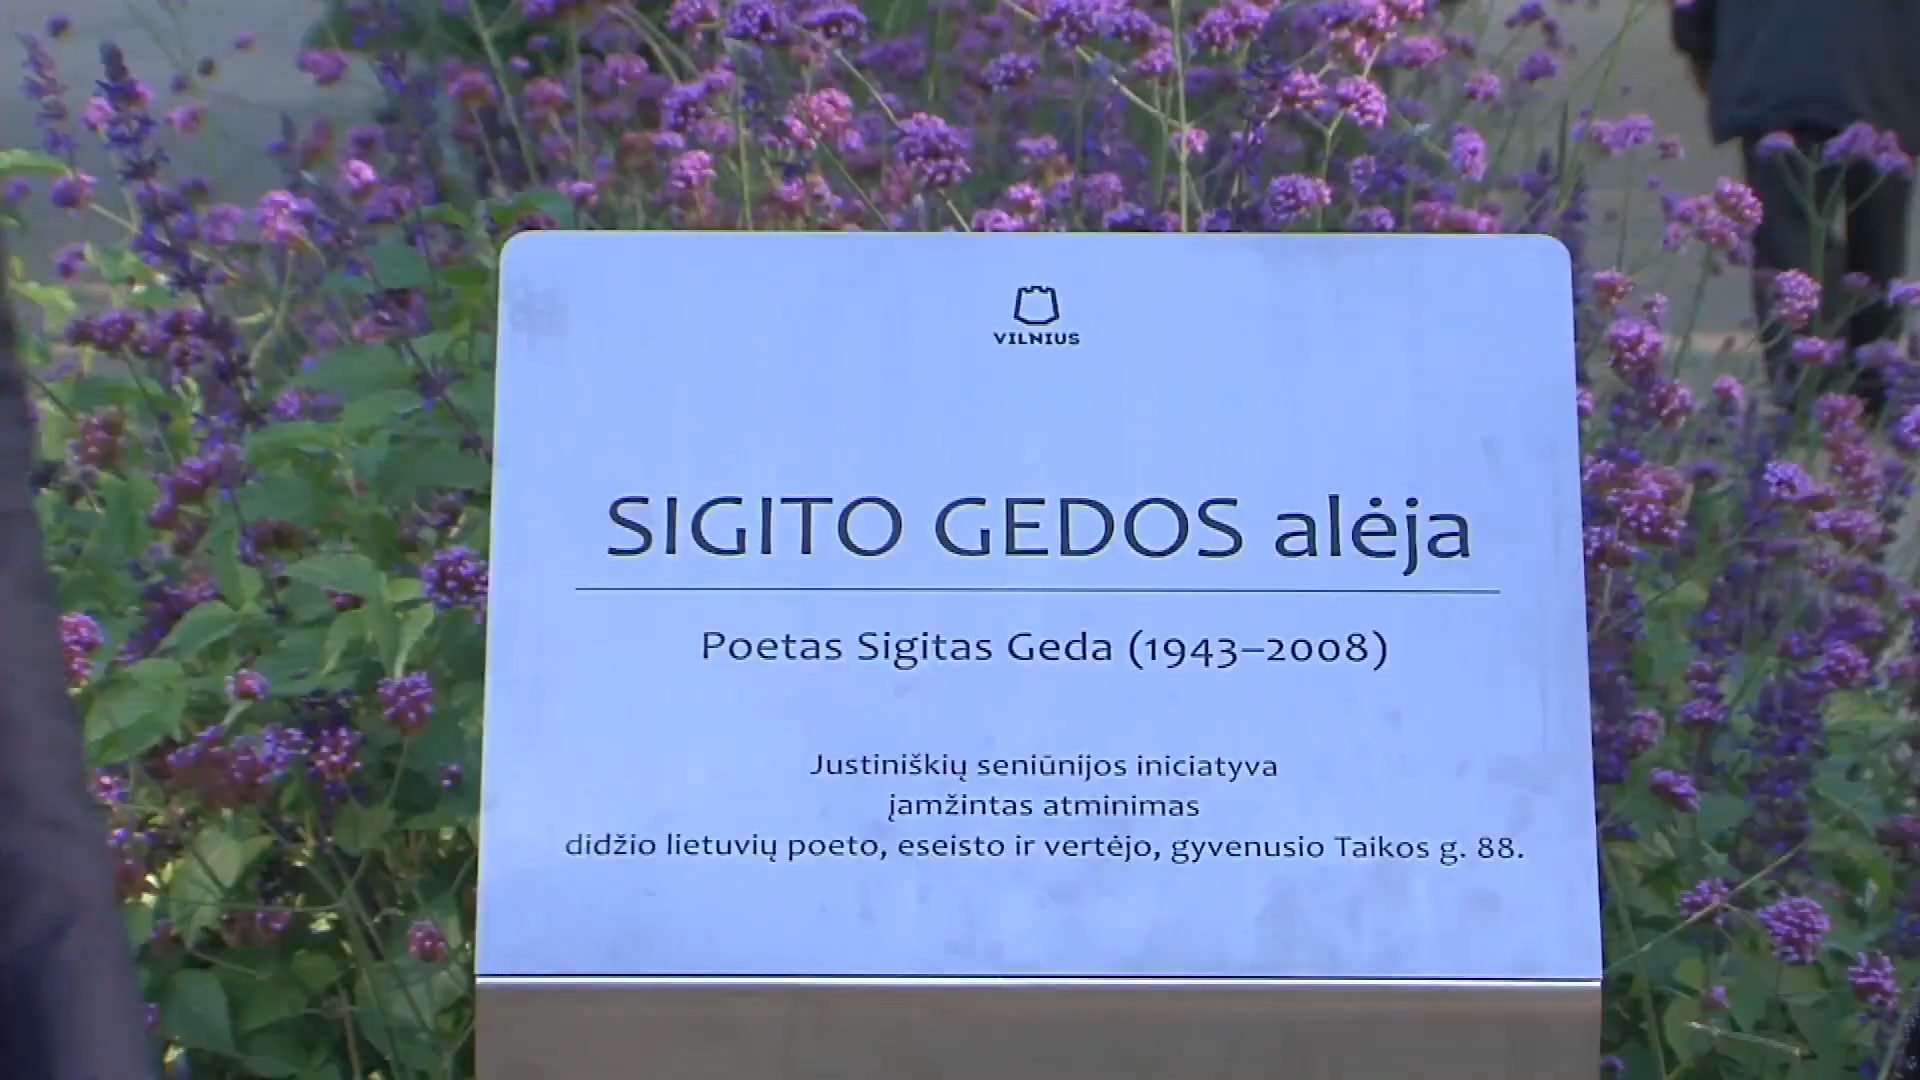 VILNIUS
SIGITO GEDOS alėja
Poetas Sigitas Geda (1943–2008)
Justiniškių seniūnijos iniciatyva
įamžintas atminimas
didžio lietuvių poeto, eseisto ir vertėjo, gyvenusio Taikos g. 88.